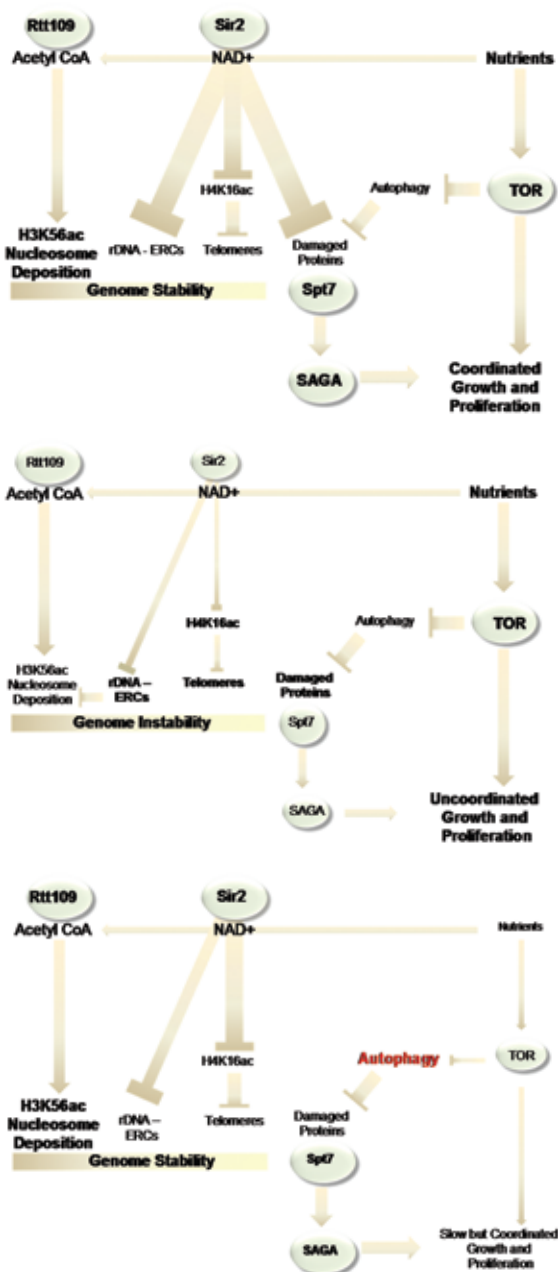 Rtt109
Sir2
Acetyl CoA
NAD+
Nutrients
H4K16ac
Autophagy
TOR
H3K56ac
Nucleosome
Deposition
rDNA - ERCs
Telomeres
Damaged
Proteins
Genome Stability
Spt7
SAGA
Coordinated
Growth and
Proliferation
Rtt109
Sir2
Acetyl CoA
NAD+
Nutrients
H4K16ac
Autophagy
TOR
H3K56ac
Nucleosome
Deposition
rDNA –
ERCs
Telomeres
Damaged
Proteins
Genome Instability
Spt7
SAGA
Uncoordinated
Growth and
Proliferation
Rtt109
Sir2
Acetyl CoA
NAD+
Nutrients
H4K16ac
Autophagy
TOR
H3K56ac
Nucleosome
Deposition
rDNA –
ERCs
Telomeres
Damaged
Proteins
Genome Stability
Spt7
SAGA
Slow but Coordinated
Growth and
Proliferation